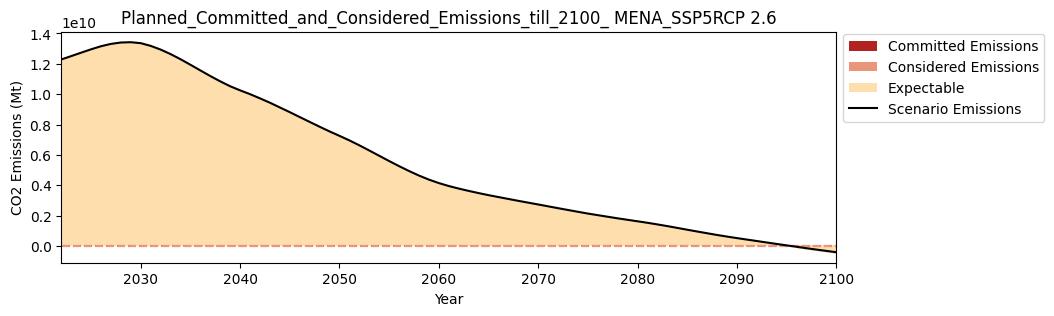 Planned_Committed_and_Considered_Emissions_till_2100_ MENA_SSP5RCP 2.6
1e10
1.4
1.2
1.0
0.8
0.6
0.4
0.2
0.0
CO2 Emissions (Mt)
2030 2040 2050 2060 2070 2080 2090 2100
Year
Committed Emissions
Considered Emissions
Expectable
Scenario Emissions